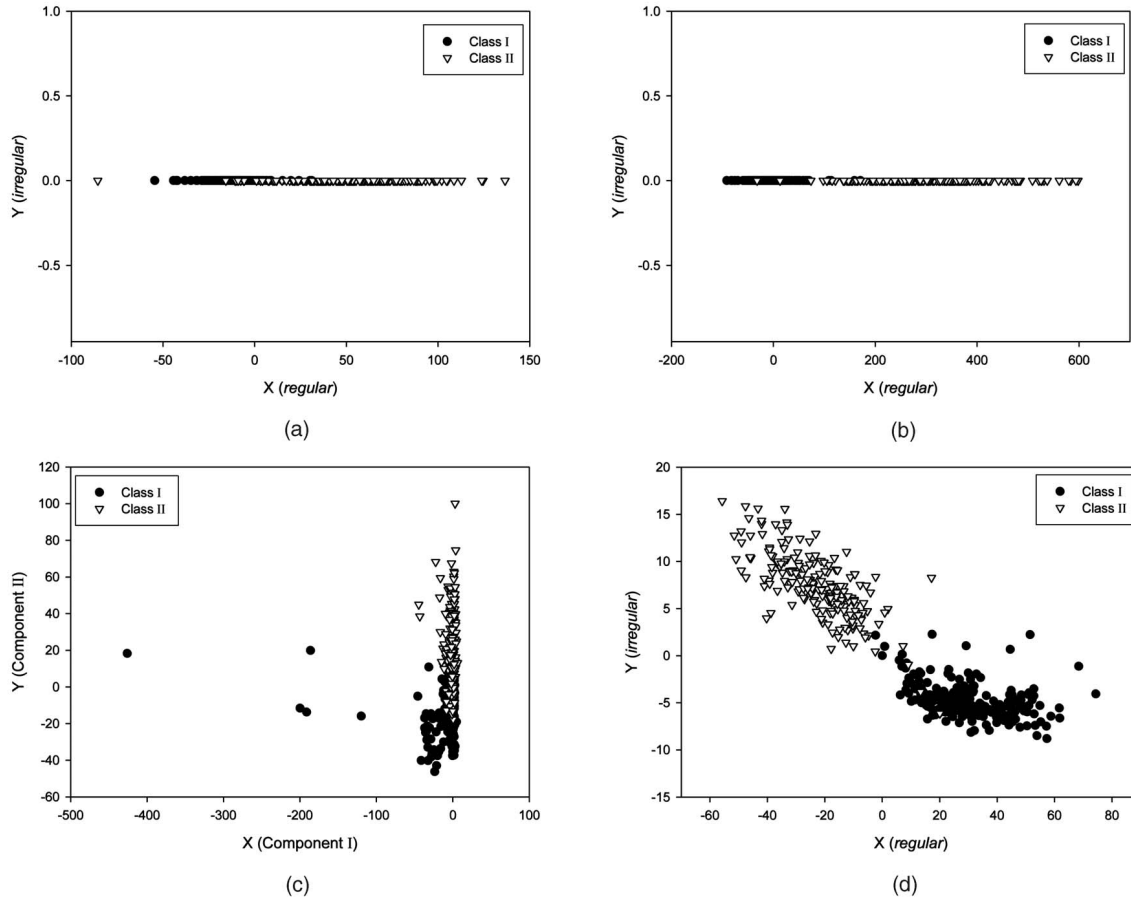 1.0
Class I
Class II
0.5
0.0
-0.5
Y (irregular)
-100 -50 0 50 100 150
X (regular)
(a)
1.0
Class I
Class II
0.5
0.0
-0.5
Y (irregular)
-200 0 200 400 600
X (regular)
(b)
120
Class I
Class II
100
80
60
40
20
0
-20
-40
-60
Y (Component II)
-500 -400 -300 -200 -100 0 100
X (Component I)
(c)
20
Class I
Class II
15
10
5
0
-5
-10
-15
Y (irregular)
-60 -40 -20 0 20 40 60 80
X (regular)
(d)